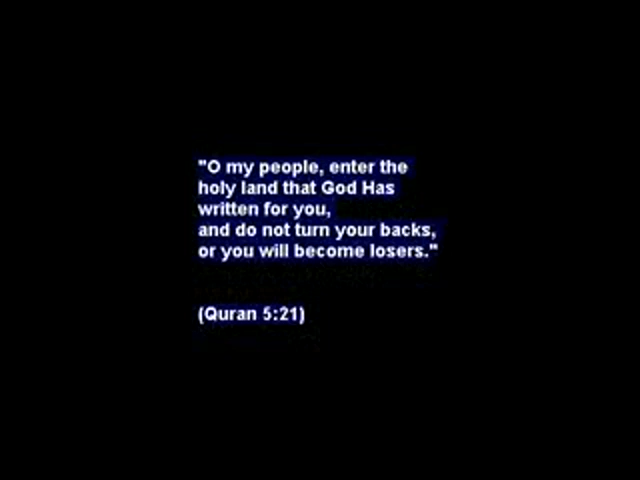 "O my people, enter the
holy land that God Has
written for you,
and do not turn your backs,
or you will become losers."
(Quran 5:21)